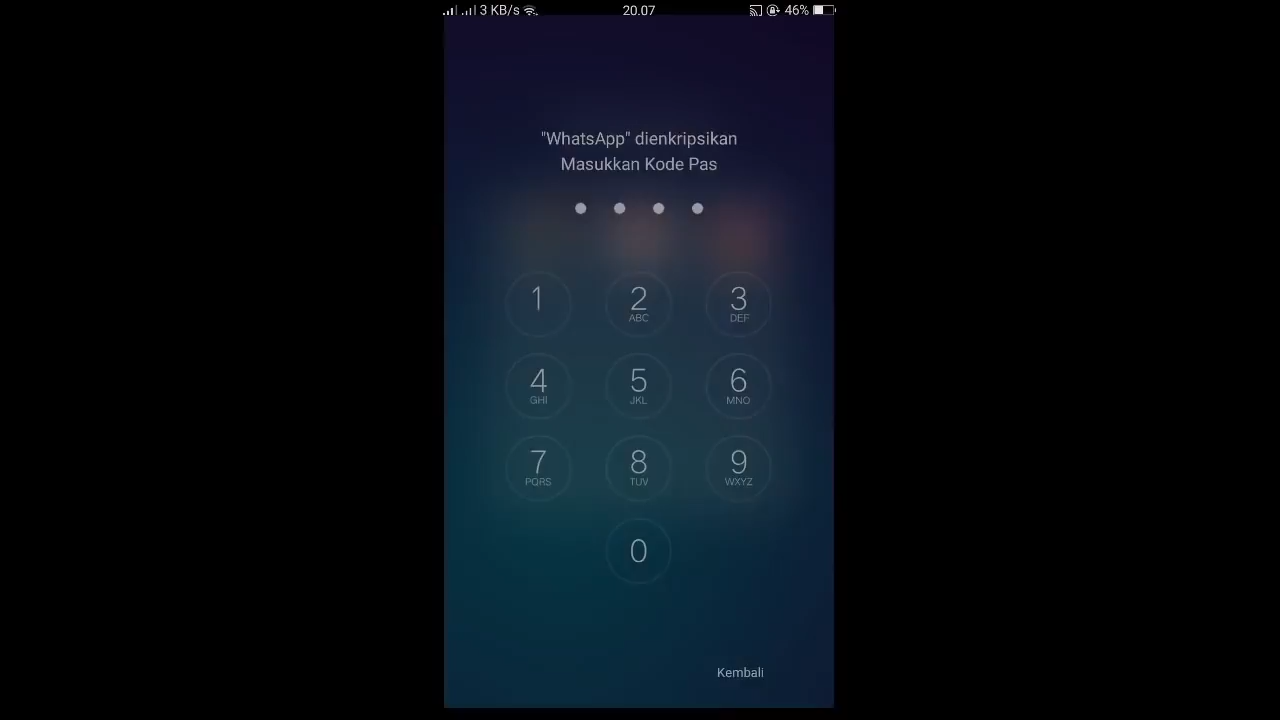 3 KB/s 20.07 46%
"WhatsApp" dienkripsikan
Masukkan Kode Pas
1 2 3
ABC DEF
4 5 6
GHI JKL MNO
7 8 9
PQRS TUV WXYZ
0
Kembali